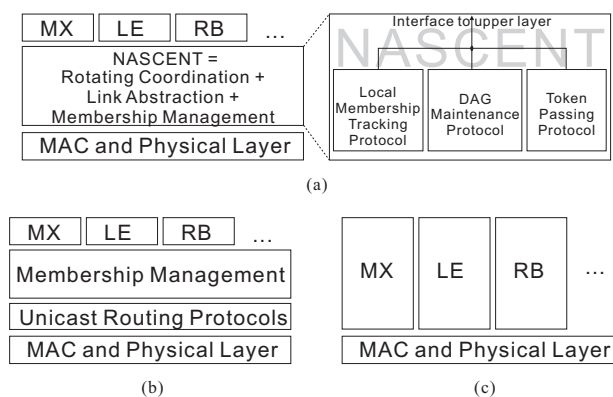 MX LE RB ...
NASCENT =
Rotating Coordination +
Link Abstraction +
Membership Management
MAC and Physical Layer
Interface to upper layer
NASCENT
Local
Membership
Tracking
Protocol
DAG
Maintenance
Protocol
Token
Passing
Protocol
(a)
MX LE RB ...
Membership Management
Unicast Routing Protocols
MAC and Physical Layer
(b)
MX LE RB ...
MAC and Physical Layer
(c)